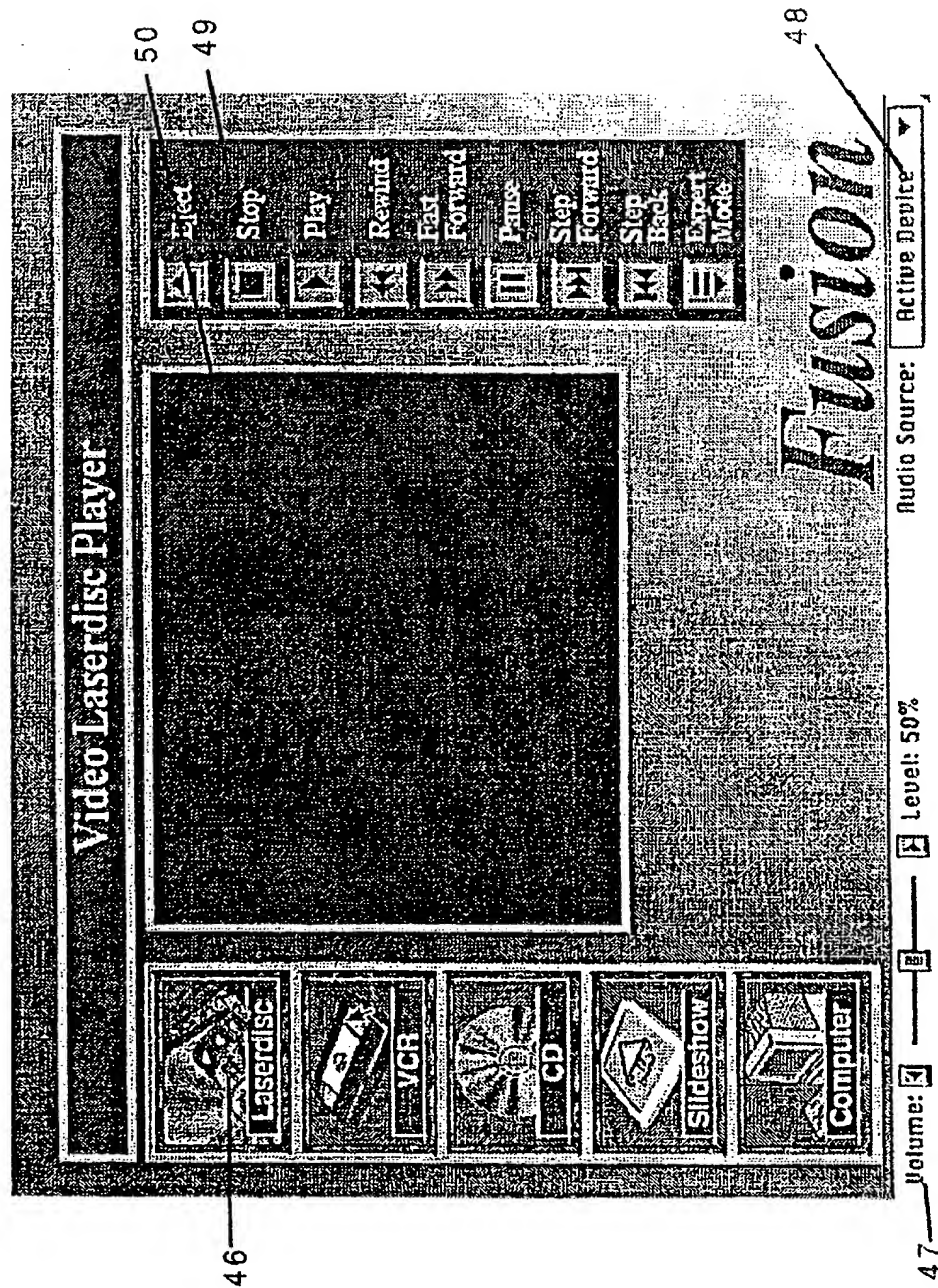 Video Laserdisc Player
Laserdisc
VCR
CD
Slideshow
Computer
Eject
Stop
Play
Rewind
Fast
Forward
Pause
Step
Forward
Step
Back
Expert
Mode
Fusion
Volume:
Level: 50%
Audio Source:
Active Device
46
47
48
49
50